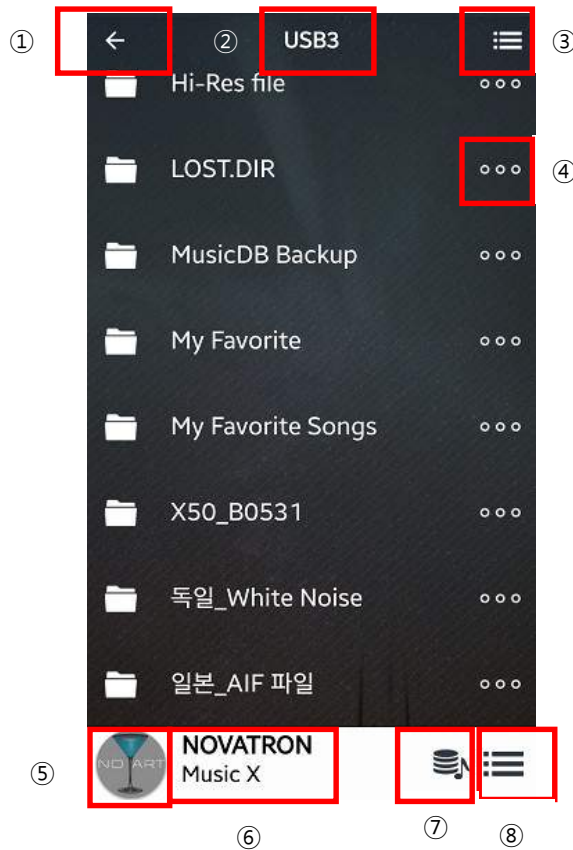 ① ② USB3 ③
Hi-Res file
LOST.DIR ④
MusicDB Backup
My Favorite
My Favorite Songs
X50_B0531
독일_White Noise
일본_AIF 파일
⑤ NO ART NOVATRON
Music X
⑥ ⑦ ⑧